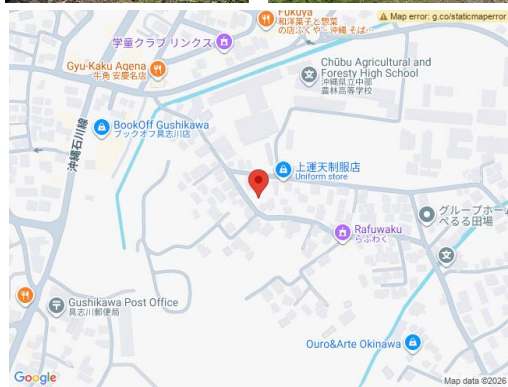 Fukuya
和洋菓子と惣菜
の店ふくや～沖縄 そば…
Map error: g.co/staticmaperror
学童クラブ リンクス
Gyu-Kaku Agena
牛角 安慶名店
Chūbu Agricultural and
Foresty High School
沖縄県立中部
農林高等学校
BookOff Gushikawa
ブックオフ具志川店
沖縄石川線
上運天制服店
Uniform store
グループホーム
べるる田場
Rafuwaku
らふわく
Gushikawa Post Office
具志川郵便局
Ouro&Arte Okinawa
Google
Map data ©2026